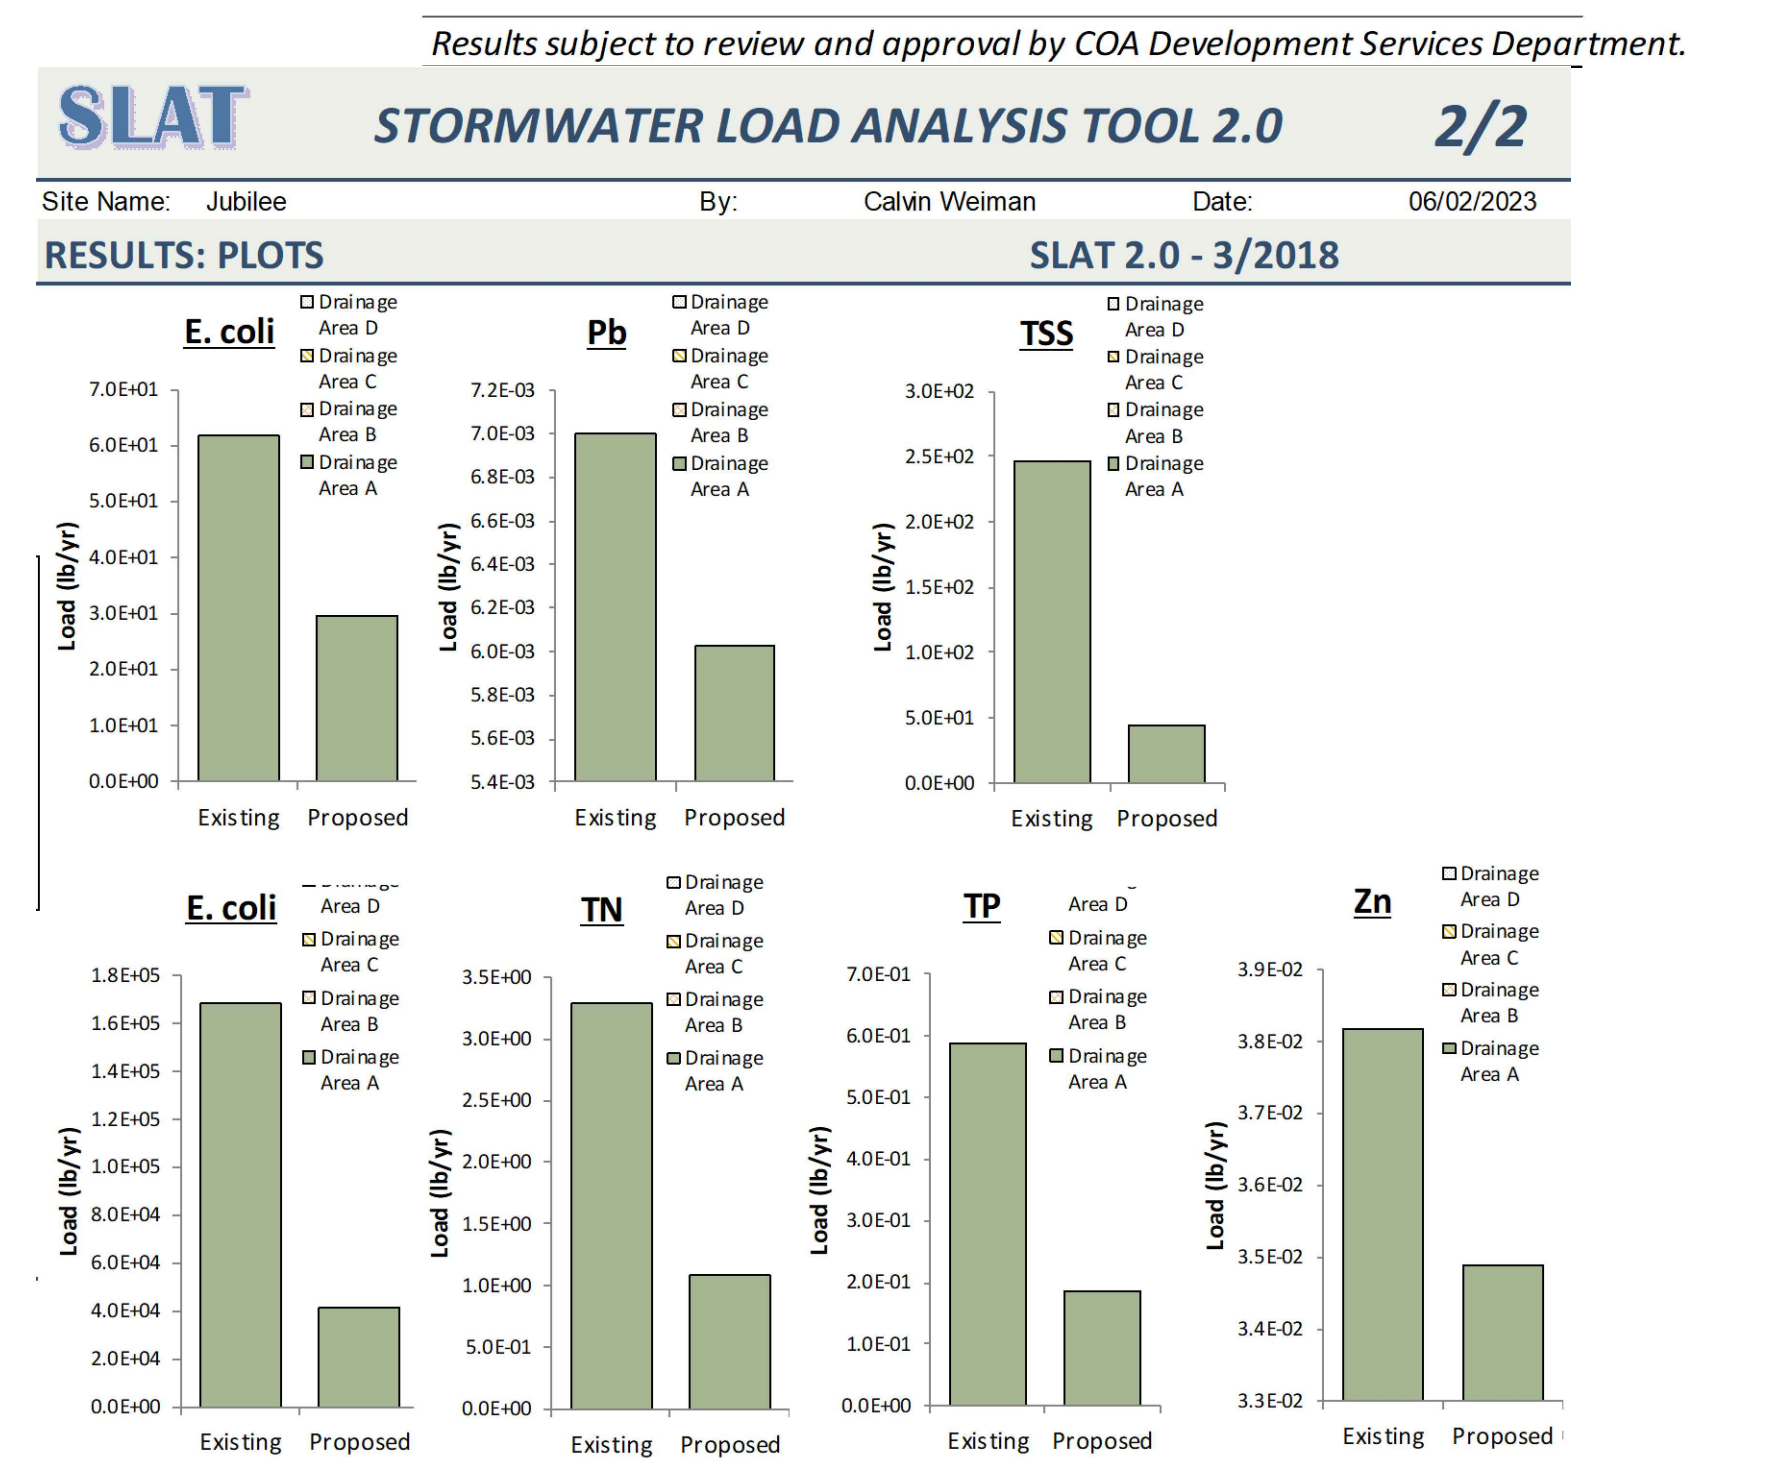 Results subject to review and approval by COA Development Services Department.
SLAT
STORMWATER LOAD ANALYSIS TOOL 2.0
2/2
Site Name: Jubilee By: Calvin Weiman Date: 06/02/2023
RESULTS: PLOTS SLAT 2.0 - 3/2018
E. coli
Drainage
Area D
Drainage
Area C
Drainage
Area B
Drainage
Area A
Load (lb/yr)
7.0E+01
6.0E+01
5.0E+01
4.0E+01
3.0E+01
2.0E+01
1.0E+01
0.0E+00
Existing Proposed
Pb
Drainage
Area D
Drainage
Area C
Drainage
Area B
Drainage
Area A
Load (lb/yr)
7.2E-03
7.0E-03
6.8E-03
6.6E-03
6.4E-03
6.2E-03
6.0E-03
5.8E-03
5.6E-03
5.4E-03
Existing Proposed
TSS
Drainage
Area D
Drainage
Area C
Drainage
Area B
Drainage
Area A
Load (lb/yr)
3.0E+02
2.5E+02
2.0E+02
1.5E+02
1.0E+02
5.0E+01
0.0E+00
Existing Proposed
E. coli
Area D
Drainage
Area C
Drainage
Area B
Drainage
Area A
Load (lb/yr)
1.8E+05
1.6E+05
1.4E+05
1.2E+05
1.0E+05
8.0E+04
6.0E+04
4.0E+04
2.0E+04
0.0E+00
Existing Proposed
TN
Drainage
Area D
Drainage
Area C
Drainage
Area B
Drainage
Area A
Load (lb/yr)
3.5E+00
3.0E+00
2.5E+00
2.0E+00
1.5E+00
1.0E+00
5.0E-01
0.0E+00
Existing Proposed
TP
Area D
Drainage
Area C
Drainage
Area B
Drainage
Area A
Load (lb/yr)
7.0E-01
6.0E-01
5.0E-01
4.0E-01
3.0E-01
2.0E-01
1.0E-01
0.0E+00
Existing Proposed
Zn
Drainage
Area D
Drainage
Area C
Drainage
Area B
Drainage
Area A
Load (lb/yr)
3.9E-02
3.8E-02
3.7E-02
3.6E-02
3.5E-02
3.4E-02
3.3E-02
Existing Proposed